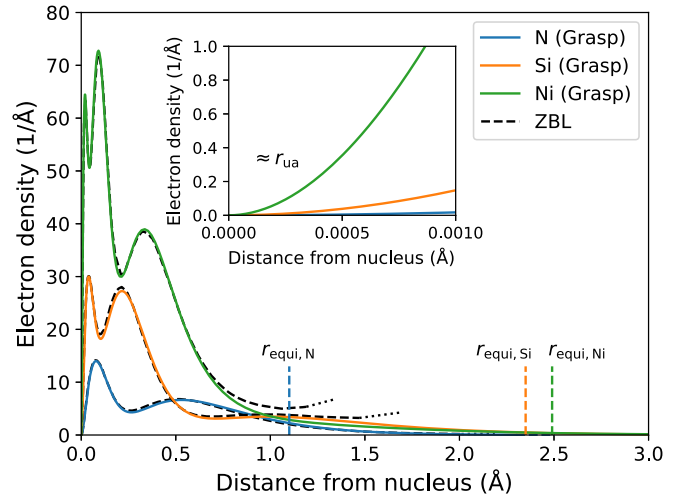 80
70
60
50
40
30
20
10
0
Electron density (1/Å)
0.0 0.5 1.0 1.5 2.0 2.5 3.0
Distance from nucleus (Å)
1.0
0.8
0.6
0.4
0.2
0.0
Electron density (1/Å)
≈ r_ua
0.0000 0.0005 0.0010
Distance from nucleus (Å)
N (Grasp)
Si (Grasp)
Ni (Grasp)
ZBL
r_equi, N r_equi, Si r_equi, Ni